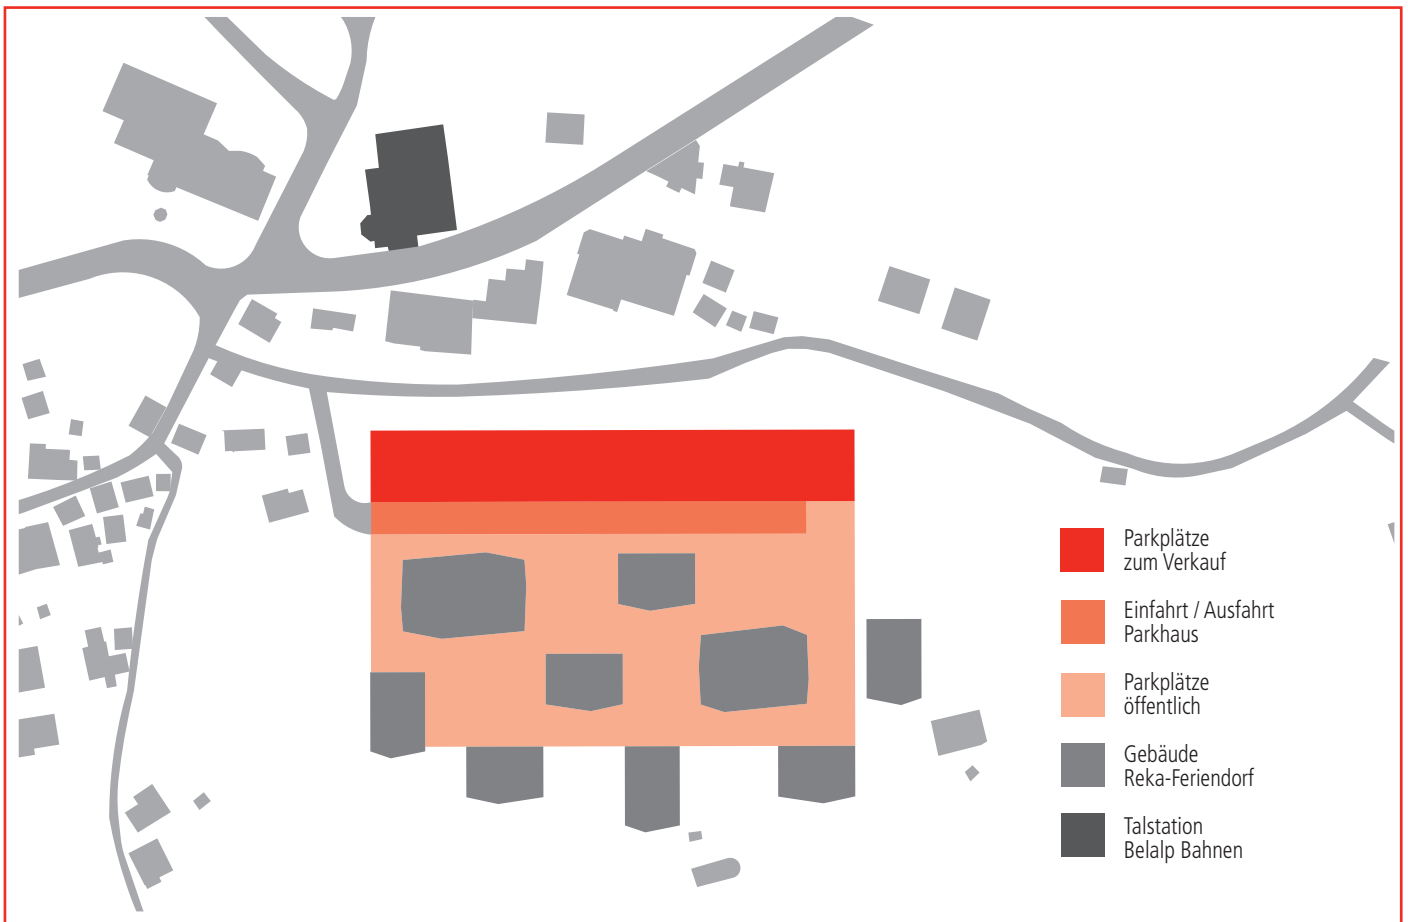 Parkplätze
zum Verkauf
Einfahrt / Ausfahrt
Parkhaus
Parkplätze
öffentlich
Gebäude
Reka-Feriendorf
Talstation
Belalp Bahnen